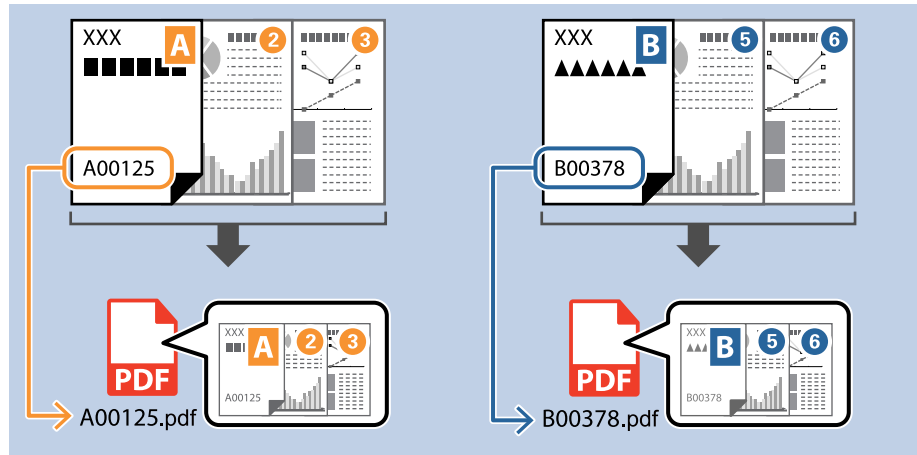 XXX
A
2
3
A00125
XXX
B
5
6
B00378
PDF
XXX
A
2
3
A00125
A00125.pdf
PDF
XXX
B
5
6
B00378
B00378.pdf